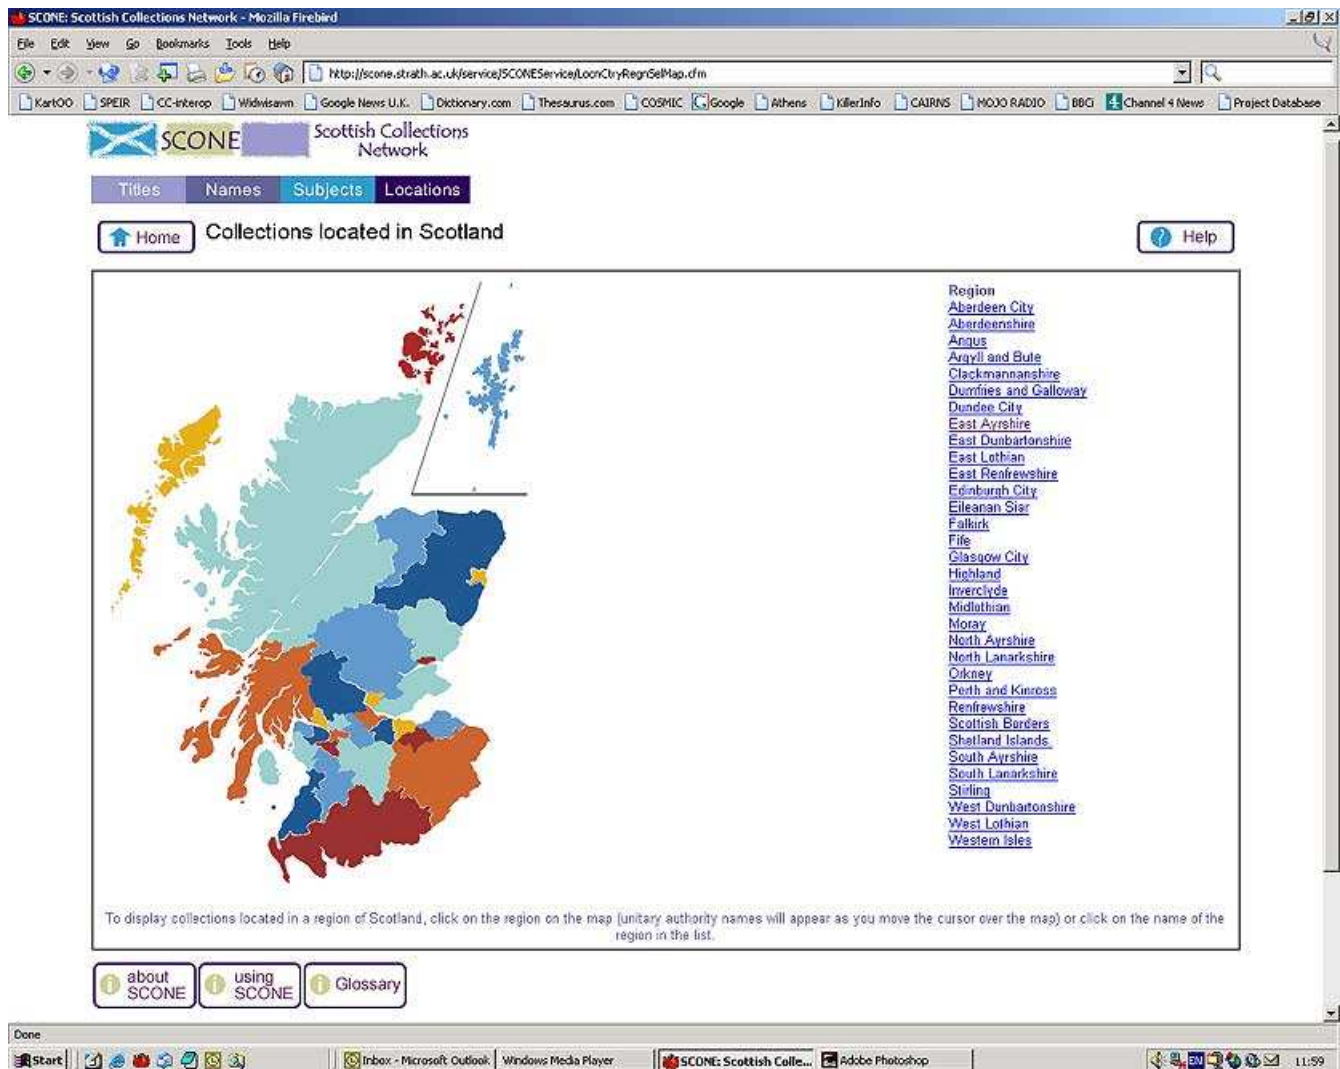 SCONE: Scottish Collections Network - Mozilla Firebird
File Edit View Go Bookmarks Tools Help
http://scone.strath.ac.uk/service/SCONEService/LocnCtryRegnSelMap.cfm
KartOO SPEIR CC-interop Widwisawn Google News U.K. Dictionary.com Thesaurus.com COSMIC Google Athens KillerInfo CAIRNS MOJO RADIO BBCi 4 Channel 4 News Project Database
SCONE Scottish Collections
Network
Titles Names Subjects Locations
Home Collections located in Scotland Help
Region
Aberdeen City
Aberdeenshire
Angus
Argyll and Bute
Clackmannanshire
Dumfries and Galloway
Dundee City
East Ayrshire
East Dunbartonshire
East Lothian
East Renfrewshire
Edinburgh City
Eileanan Siar
Falkirk
Fife
Glasgow City
Highland
Inverclyde
Midlothian
Moray
North Ayrshire
North Lanarkshire
Orkney
Perth and Kinross
Renfrewshire
Scottish Borders
Shetland Islands
South Ayrshire
South Lanarkshire
Stirling
West Dunbartonshire
West Lothian
Western Isles
To display collections located in a region of Scotland, click on the region on the map (unitary authority names will appear as you move the cursor over the map) or click on the name of the
region in the list.
about
SCONE
using
SCONE
Glossary
Done
Start Inbox - Microsoft Outlook Windows Media Player SCONE: Scottish Colle... Adobe Photoshop EN 11:59